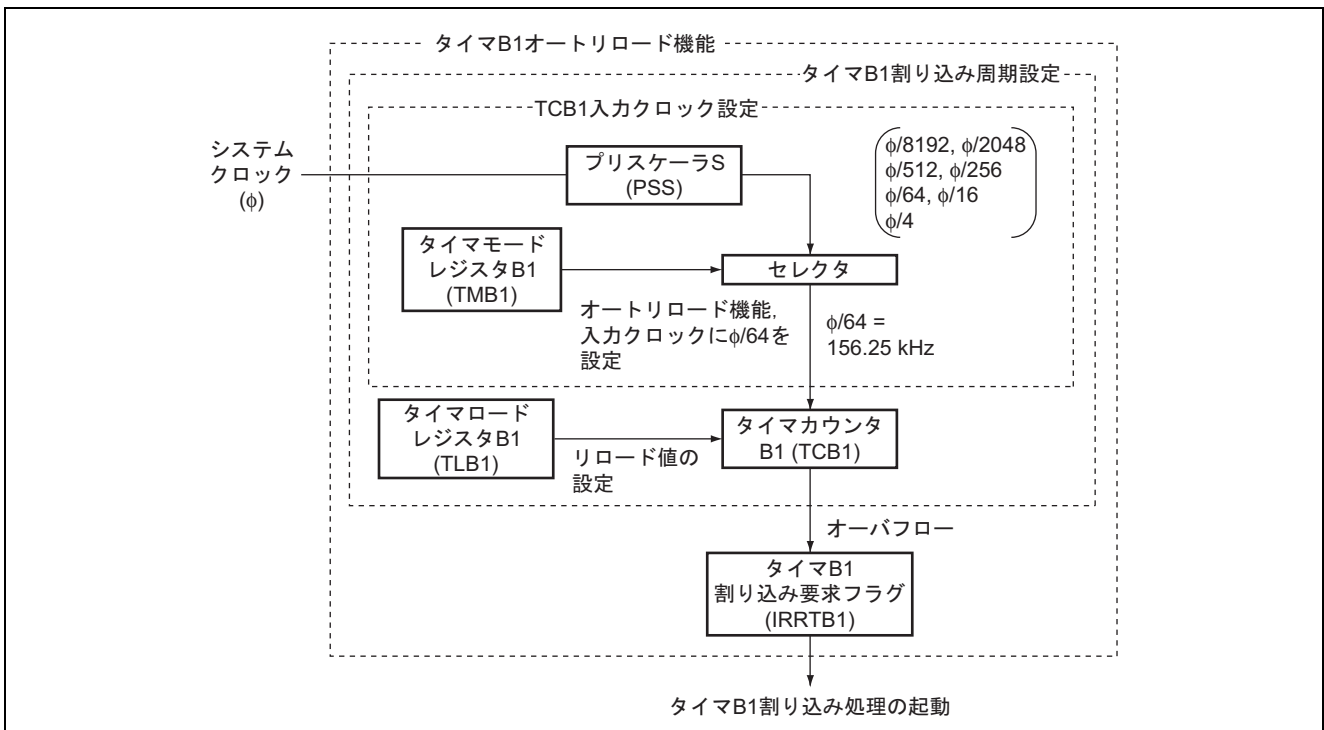 タイマB1オートリロード機能
タイマB1割り込み周期設定
TCB1入力クロック設定
システム
クロック
(ϕ)
プリスケーラS
(PSS)
ϕ/8192, ϕ/2048
ϕ/512, ϕ/256
ϕ/64, ϕ/16
ϕ/4
タイマモード
レジスタB1
(TMB1)
セレクタ
オートリロード機能,
入力クロックにϕ/64を
設定
ϕ/64 =
156.25 kHz
タイマロード
レジスタB1
(TLB1)
リロード値の
設定
タイマカウンタ
B1 (TCB1)
オーバフロー
タイマB1
割り込み要求フラグ
(IRRTB1)
タイマB1割り込み処理の起動